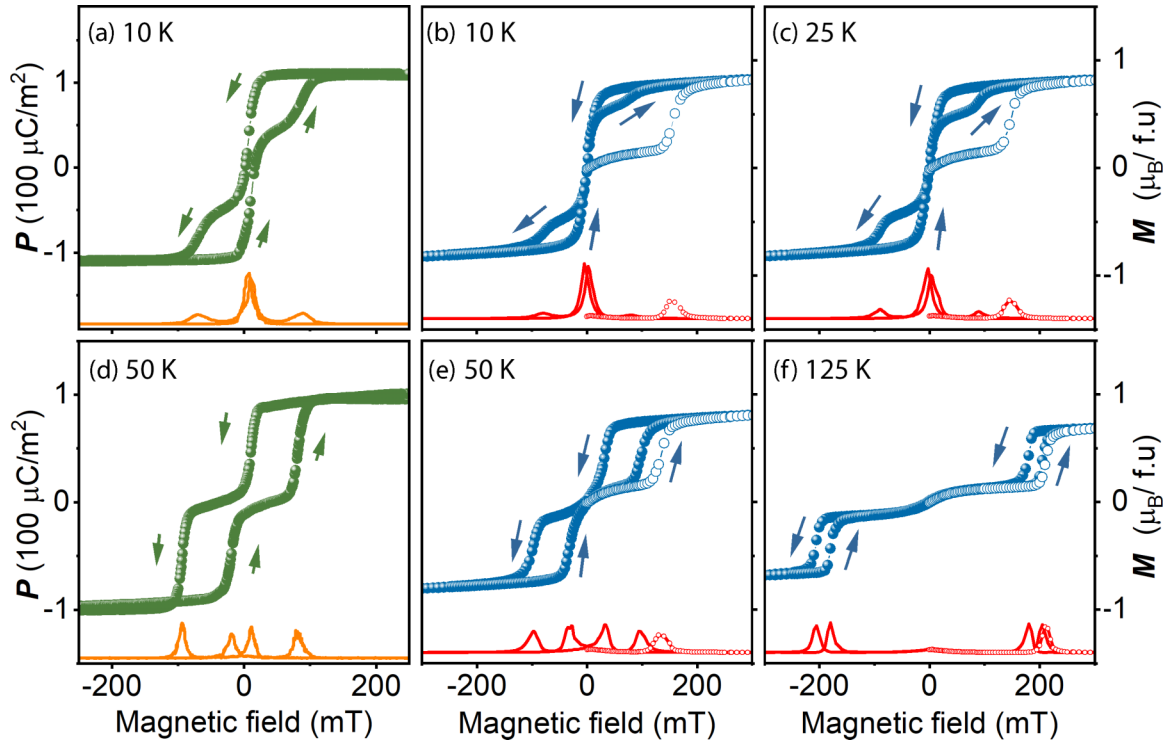 (a) 10 K
(b) 10 K
(c) 25 K
1
0
-1
P (100 μC/m²)
1
0
-1
M (μB/ f.u)
(d) 50 K
(e) 50 K
(f) 125 K
1
0
-1
P (100 μC/m²)
1
0
-1
M (μB/ f.u)
-200 0 200
0 200
-200 0 200
Magnetic field (mT)
Magnetic field (mT)
Magnetic field (mT)